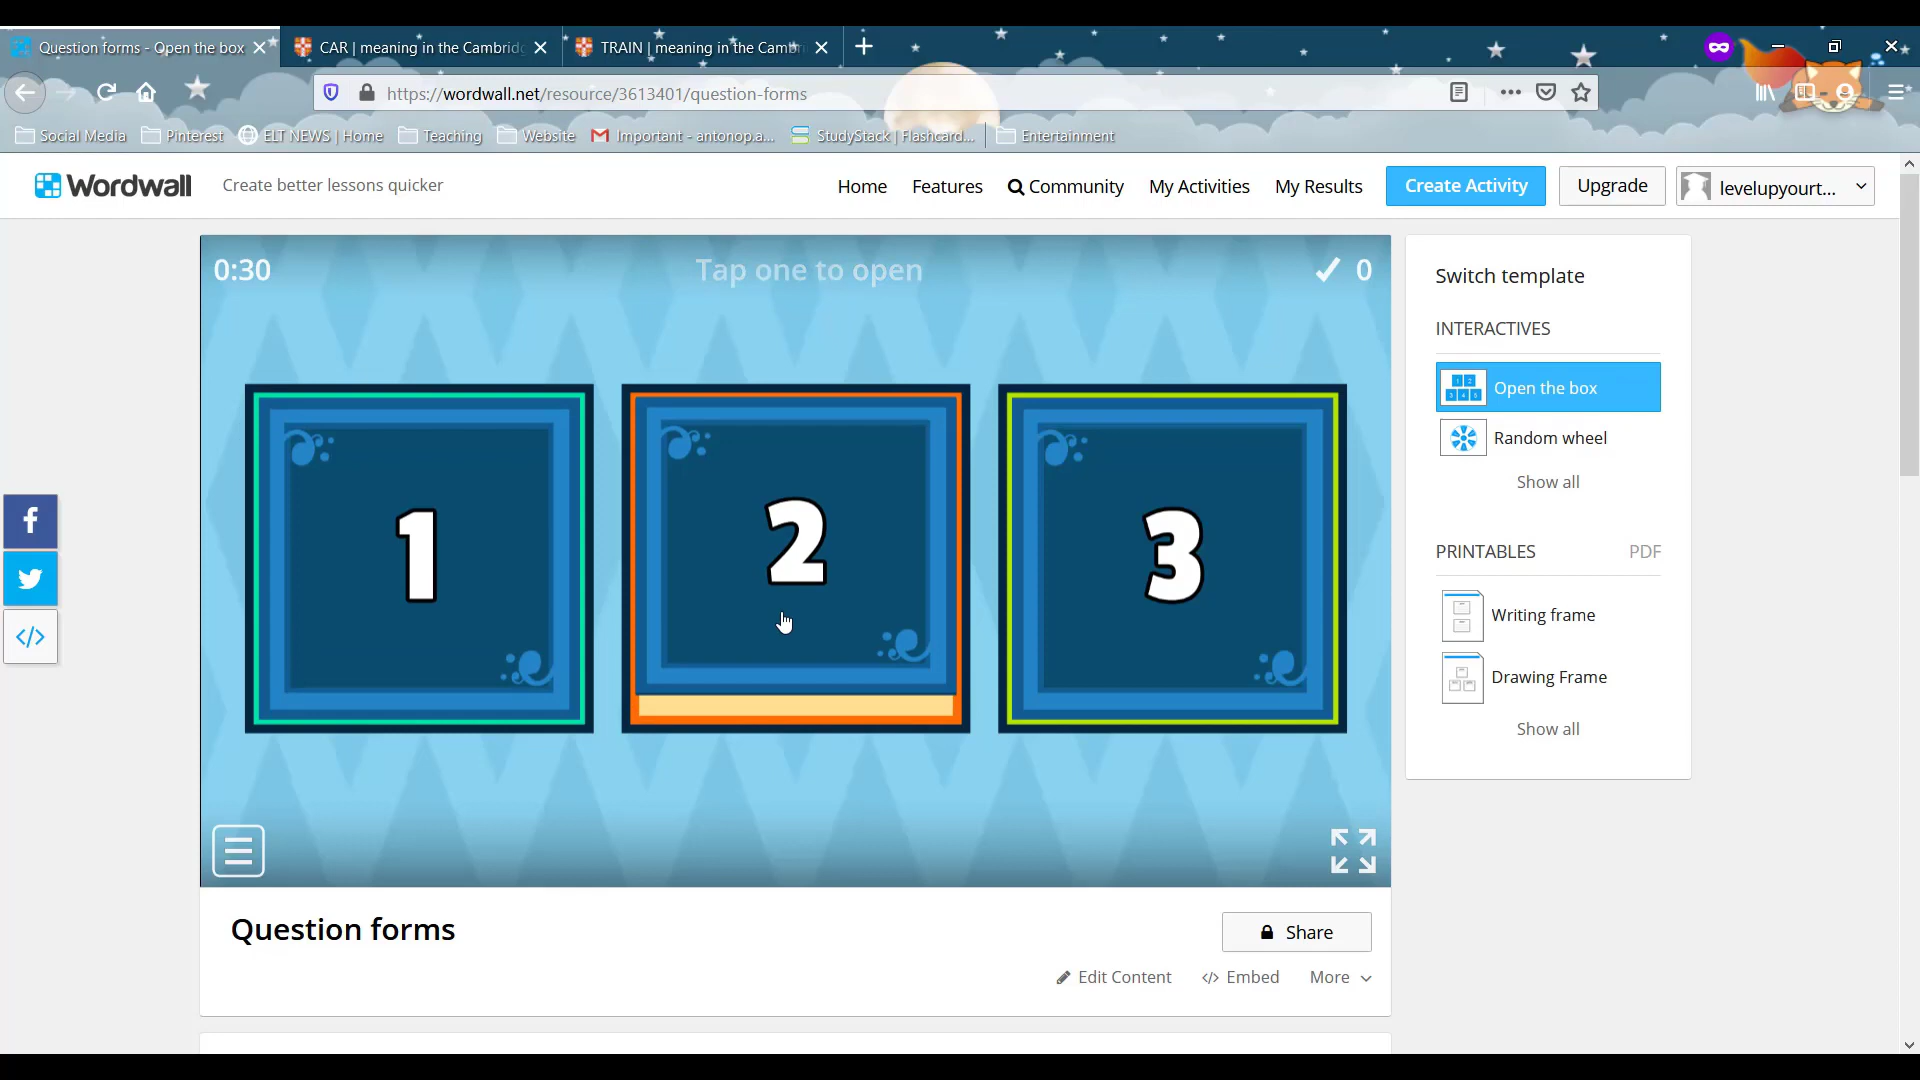 Question forms - Open the box
CAR | meaning in the Cambridg
TRAIN | meaning in the Cambri
https://wordwall.net/resource/3613401/question-forms
Social Media
Pinterest
ELT NEWS | Home
Teaching
Website
Important - antonop.a...
StudyStack | Flashcard...
Entertainment
Wordwall
Create better lessons quicker
Home
Features
Community
My Activities
My Results
Create Activity
Upgrade
levelupyourt...
0:30
Tap one to open
0
1
2
3
Switch template
INTERACTIVES
Open the box
Random wheel
Show all
PRINTABLES
PDF
Writing frame
Drawing Frame
Show all
Question forms
Share
Edit Content
Embed
More